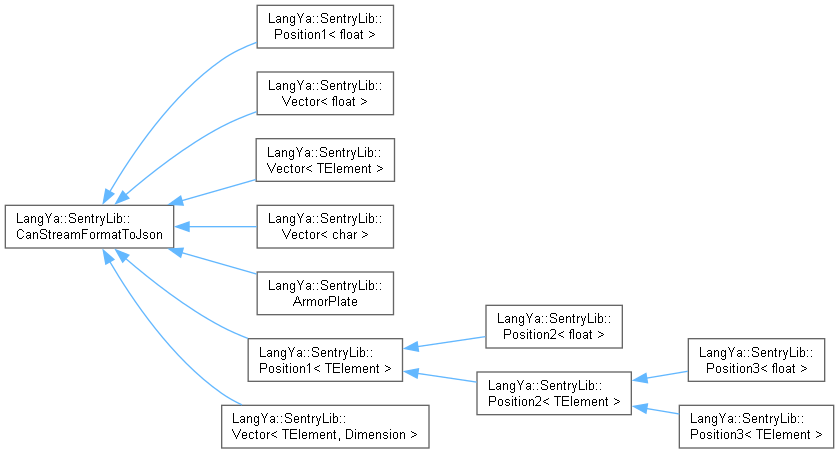 LangYa::SentryLib::
Position1< float >
LangYa::SentryLib::
Vector< float >
LangYa::SentryLib::
Vector< TElement >
LangYa::SentryLib::
CanStreamFormatToJson
LangYa::SentryLib::
Vector< char >
LangYa::SentryLib::
ArmorPlate
LangYa::SentryLib::
Position1< TElement >
LangYa::SentryLib::
Position2< float >
LangYa::SentryLib::
Position2< TElement >
LangYa::SentryLib::
Position3< float >
LangYa::SentryLib::
Position3< TElement >
LangYa::SentryLib::
Vector< TElement, Dimension >